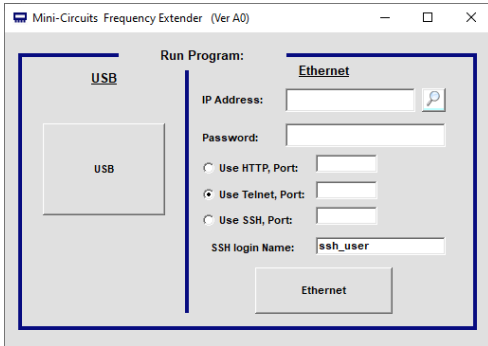 Mini-Circuits Frequency Extender (Ver A0)
Run Program:
USB
USB
Ethernet
IP Address:
Password:
Use HTTP, Port:
Use Telnet, Port:
Use SSH, Port:
SSH login Name: ssh_user
Ethernet